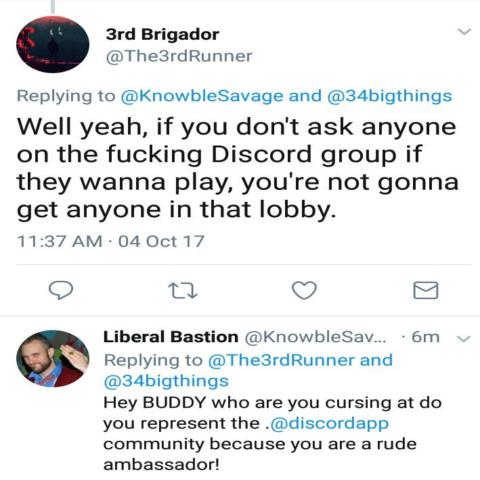 3rd Brigador
@The3rdRunner
Replying to @KnowbleSavage and @34bigthings
Well yeah, if you don't ask anyone
on the fucking Discord group if
they wanna play, you're not gonna
get anyone in that lobby.
11:37 AM · 04 Oct 17
Liberal Bastion @KnowbleSav... · 6m
Replying to @The3rdRunner and
@34bigthings
Hey BUDDY who are you cursing at do
you represent the .@discordapp
community because you are a rude
ambassador!